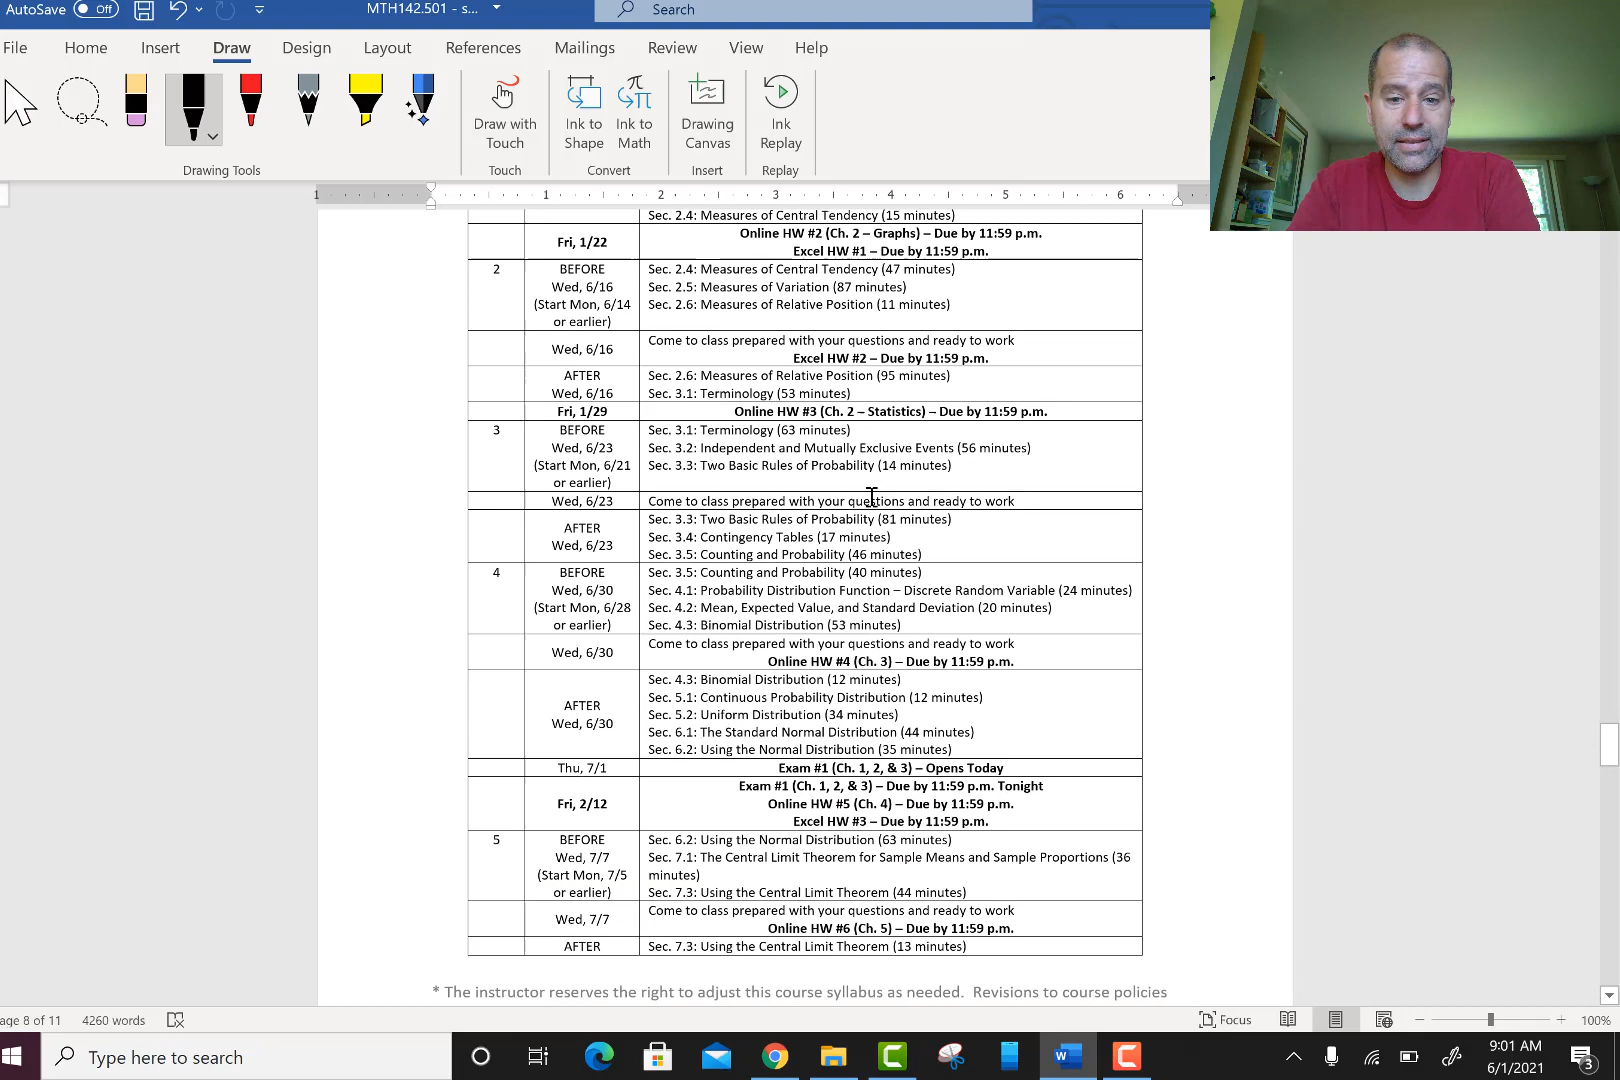 AutoSave Off MTH142.501 - s... Search
File Home Insert Draw Design Layout References Mailings Review View Help
Draw with Touch
Ink to Shape
Ink to Math
Drawing Canvas
Ink Replay
Drawing Tools Touch Convert Insert Replay
1 1 2 3 4 5 6
Sec. 2.4: Measures of Central Tendency (15 minutes)
Fri, 1/22
Online HW #2 (Ch. 2 – Graphs) – Due by 11:59 p.m.
Excel HW #1 – Due by 11:59 p.m.
2
BEFORE
Wed, 6/16
(Start Mon, 6/14
or earlier)
Sec. 2.4: Measures of Central Tendency (47 minutes)
Sec. 2.5: Measures of Variation (87 minutes)
Sec. 2.6: Measures of Relative Position (11 minutes)
Wed, 6/16
Come to class prepared with your questions and ready to work
Excel HW #2 – Due by 11:59 p.m.
AFTER
Wed, 6/16
Sec. 2.6: Measures of Relative Position (95 minutes)
Sec. 3.1: Terminology (53 minutes)
Fri, 1/29
Online HW #3 (Ch. 2 – Statistics) – Due by 11:59 p.m.
3
BEFORE
Wed, 6/23
(Start Mon, 6/21
or earlier)
Sec. 3.1: Terminology (63 minutes)
Sec. 3.2: Independent and Mutually Exclusive Events (56 minutes)
Sec. 3.3: Two Basic Rules of Probability (14 minutes)
Wed, 6/23
Come to class prepared with your questions and ready to work
AFTER
Wed, 6/23
Sec. 3.3: Two Basic Rules of Probability (81 minutes)
Sec. 3.4: Contingency Tables (17 minutes)
Sec. 3.5: Counting and Probability (46 minutes)
4
BEFORE
Wed, 6/30
(Start Mon, 6/28
or earlier)
Sec. 3.5: Counting and Probability (40 minutes)
Sec. 4.1: Probability Distribution Function – Discrete Random Variable (24 minutes)
Sec. 4.2: Mean, Expected Value, and Standard Deviation (20 minutes)
Sec. 4.3: Binomial Distribution (53 minutes)
Wed, 6/30
Come to class prepared with your questions and ready to work
Online HW #4 (Ch. 3) – Due by 11:59 p.m.
AFTER
Wed, 6/30
Sec. 4.3: Binomial Distribution (12 minutes)
Sec. 5.1: Continuous Probability Distribution (12 minutes)
Sec. 5.2: Uniform Distribution (34 minutes)
Sec. 6.1: The Standard Normal Distribution (44 minutes)
Sec. 6.2: Using the Normal Distribution (35 minutes)
Thu, 7/1
Exam #1 (Ch. 1, 2, & 3) – Opens Today
Fri, 2/12
Exam #1 (Ch. 1, 2, & 3) – Due by 11:59 p.m. Tonight
Online HW #5 (Ch. 4) – Due by 11:59 p.m.
Excel HW #3 – Due by 11:59 p.m.
5
BEFORE
Wed, 7/7
(Start Mon, 7/5
or earlier)
Sec. 6.2: Using the Normal Distribution (63 minutes)
Sec. 7.1: The Central Limit Theorem for Sample Means and Sample Proportions (36
minutes)
Sec. 7.3: Using the Central Limit Theorem (44 minutes)
Wed, 7/7
Come to class prepared with your questions and ready to work
Online HW #6 (Ch. 5) – Due by 11:59 p.m.
AFTER
Sec. 7.3: Using the Central Limit Theorem (13 minutes)
* The instructor reserves the right to adjust this course syllabus as needed. Revisions to course policies
age 8 of 11 4260 words Focus 100%
Type here to search
9:01 AM
6/1/2021
3